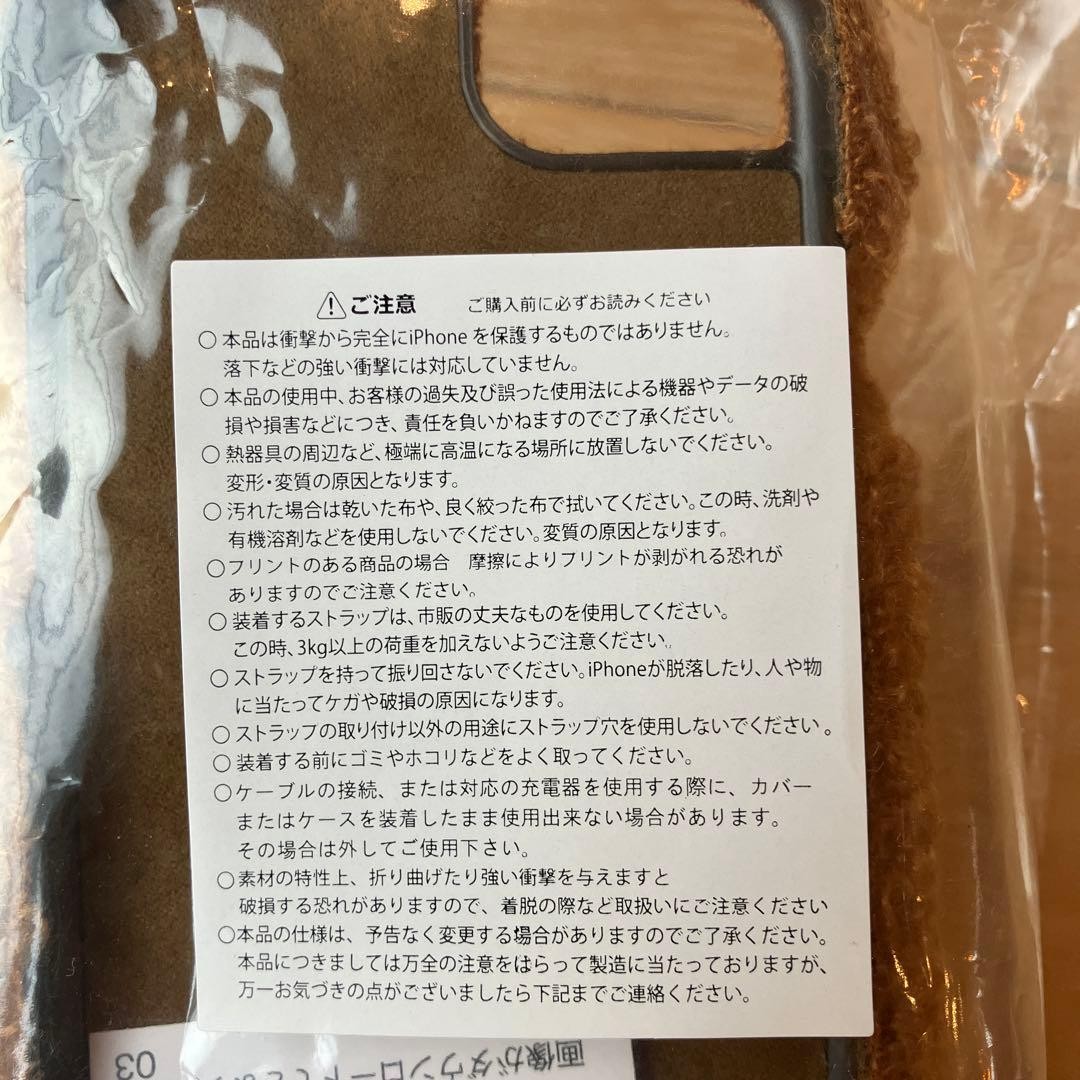 ⚠ご注意 ご購入前に必ずお読みください
○本品は衝撃から完全にiPhoneを保護するものではありません。
落下などの強い衝撃には対応していません。
○本品の使用中、お客様の過失及び誤った使用法による機器やデータの破
損や損害などにつき、責任を負いかねますのでご了承ください。
○熱器具の周辺など、極端に高温になる場所に放置しないでください。
変形・変質の原因となります。
○汚れた場合は乾いた布や、良く絞った布で拭いてください。この時、洗剤や
有機溶剤などを使用しないでください。変質の原因となります。
○プリントのある商品の場合 摩擦によりプリントが剥がれる恐れが
ありますのでご注意ください。
○装着するストラップは、市販の丈夫なものを使用してください。
この時、3kg以上の荷重を加えないようご注意ください。
○ストラップを持って振り回さないでください。iPhoneが脱落したり、人や物
に当たってケガや破損の原因になります。
○ストラップの取り付け以外の用途にストラップ穴を使用しないでください。
○装着する前にゴミやホコリなどをよく取ってください。
○ケーブルの接続、または対応の充電器を使用する際に、カバー
またはケースを装着したまま使用出来ない場合があります。
その場合は外してご使用下さい。
○素材の特性上、折り曲げたり強い衝撃を与えますと
破損する恐れがありますので、着脱の際など取扱いにご注意ください
○本品の仕様は、予告なく変更する場合がありますのでご了承ください。
本品につきましては万全の注意をはらって製造に当たっておりますが、
万一お気づきの点がございましたら下記までご連絡ください。
03
画像がダウンロード